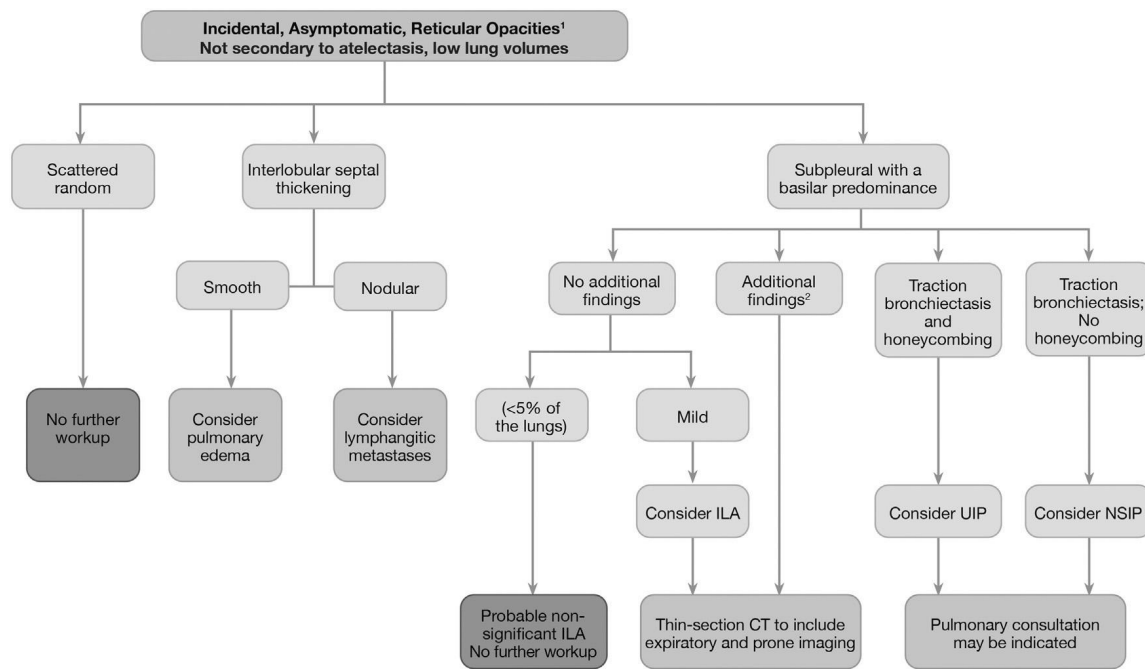 Incidental, Asymptomatic, Reticular Opacities¹
Not secondary to atelectasis, low lung volumes
Scattered
random
Interlobular septal
thickening
Subpleural with a
basilar predominance
Smooth
Nodular
No additional
findings
Additional
findings²
Traction
bronchiectasis
and
honeycombing
Traction
bronchiectasis;
No
honeycombing
No further
workup
Consider
pulmonary
edema
Consider
lymphangitic
metastases
(<5% of
the lungs)
Mild
Consider ILA
Consider UIP
Consider NSIP
Probable non-
significant ILA
No further workup
Thin-section CT to include
expiratory and prone imaging
Pulmonary consultation
may be indicated